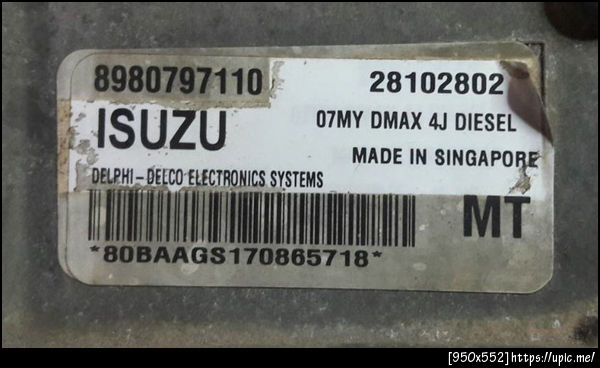 8980797110 28102802
ISUZU 07MY DMAX 4J DIESEL
MADE IN SINGAPORE
DELPHI-DELCO ELECTRONICS SYSTEMS
MT
*80BAAGS170865718*
[950x552]https://upic.me/